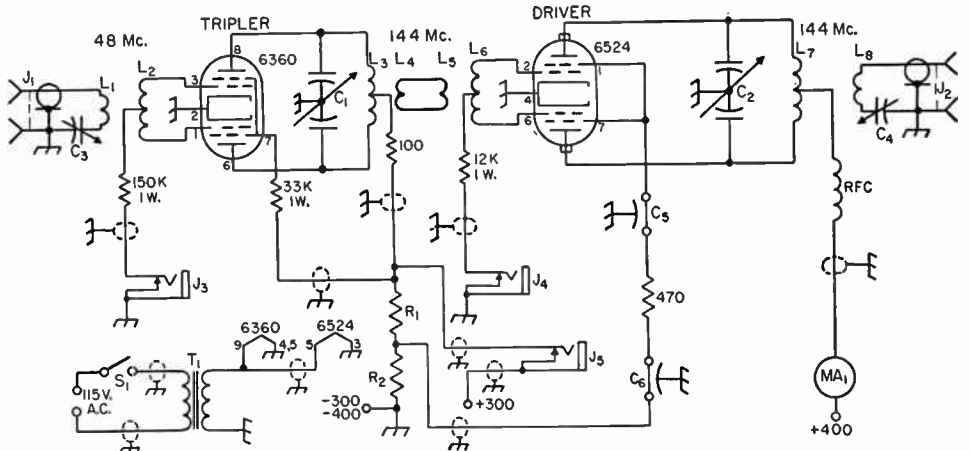 TRIPLER
DRIVER
48 Mc.
8
6360
144 Mc.
6524
J1
L1
L2
3
2
7
6
C1
L3
L4
L5
L6
2
4
6
1
7
C2
L7
L8
J2
C3
C4
150K
1W.
33K
1W.
100
12K
1W.
C5
RFC
J3
J4
470
R1
6360
6524
9
4,5
5
3
T1
S1
115V.
A.C.
R2
-300
-400
+300
J5
C6
MA1
+400